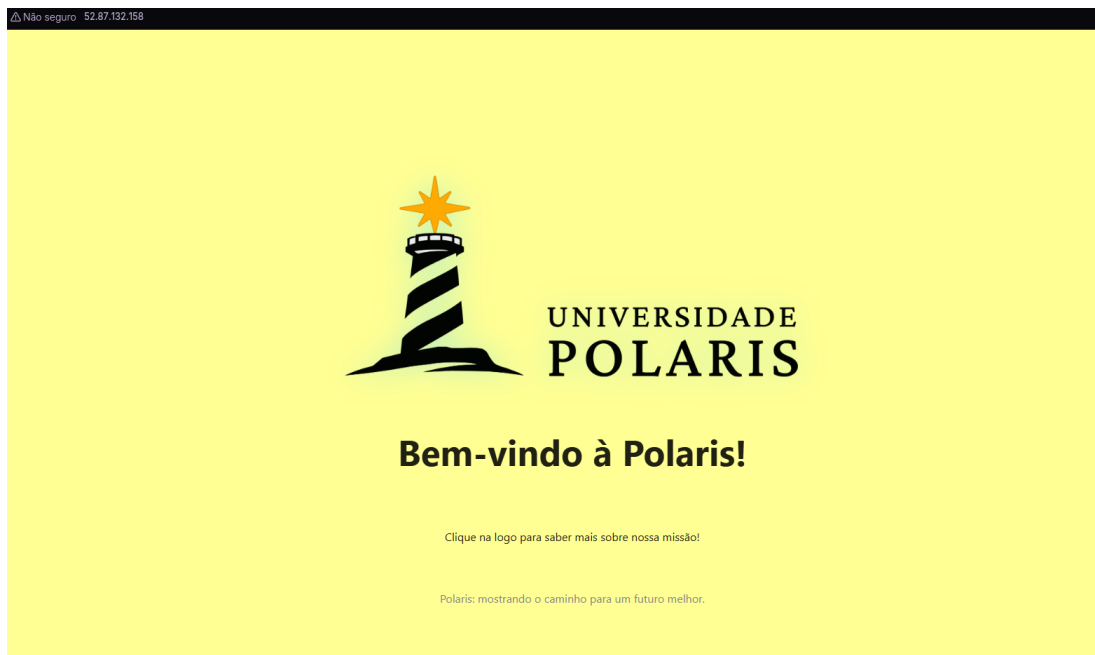 Não seguro 52.87.132.158
UNIVERSIDADE
POLARIS
Bem-vindo à Polaris!
Clique na logo para saber mais sobre nossa missão!
Polaris: mostrando o caminho para um futuro melhor.